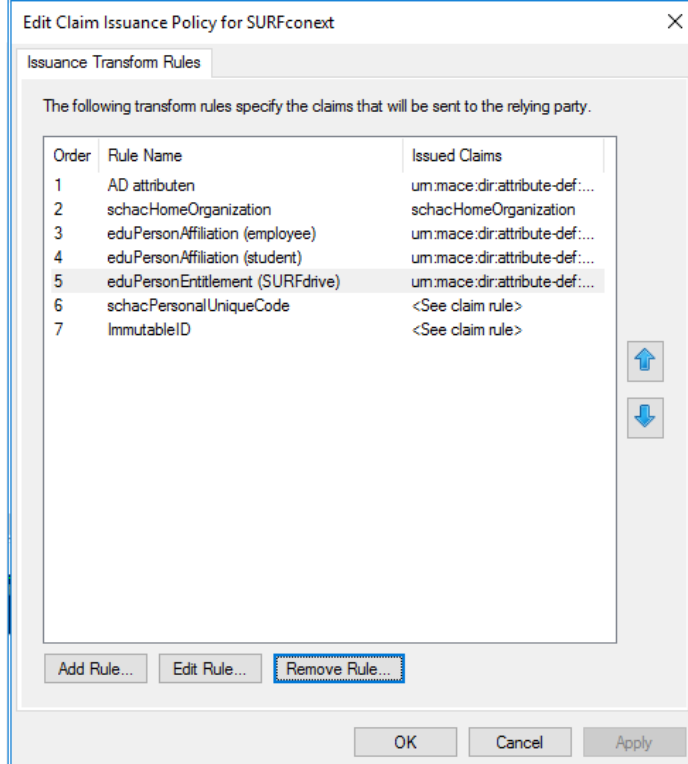 Edit Claim Issuance Policy for SURFconext
Issuance Transform Rules
The following transform rules specify the claims that will be sent to the relying party.
Order Rule Name Issued Claims
1 AD attributen urn:mace:dir:attribute-def:...
2 schacHomeOrganization schacHomeOrganization
3 eduPersonAffiliation (employee) urn:mace:dir:attribute-def:...
4 eduPersonAffiliation (student) urn:mace:dir:attribute-def:...
5 eduPersonEntitlement (SURFdrive) urn:mace:dir:attribute-def:...
6 schacPersonalUniqueCode <See claim rule>
7 ImmutableID <See claim rule>
Add Rule... Edit Rule... Remove Rule...
OK Cancel Apply